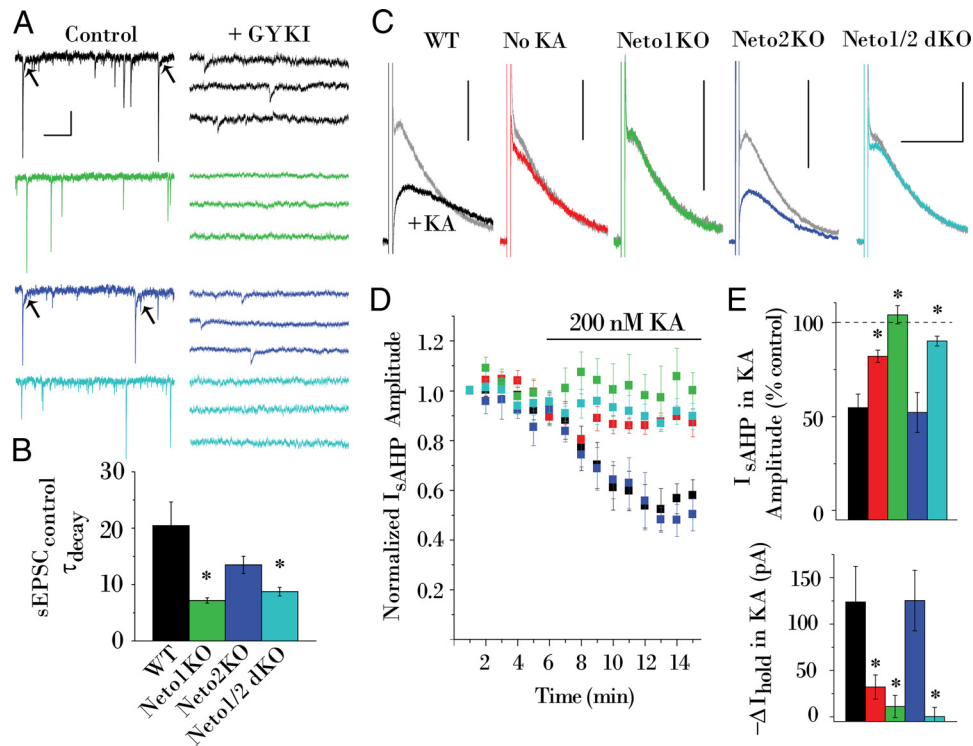 A
Control
+ GYKI
B
sEPSCcontrol
τdecay
30
20
10
0
WT
Neto1KO
Neto2KO
Neto1/2 dKO
*
*
C
WT
No KA
Neto1KO
Neto2KO
Neto1/2 dKO
+KA
D
200 nM KA
Normalized IsAHP Amplitude
1.2
1.0
0.8
0.6
0.4
0.2
2 4 6 8 10 12 14
Time (min)
E
IsAHP in KA
Amplitude (% control)
100
50
0
* * *
−ΔIhold in KA (pA)
150
100
50
0
* * *